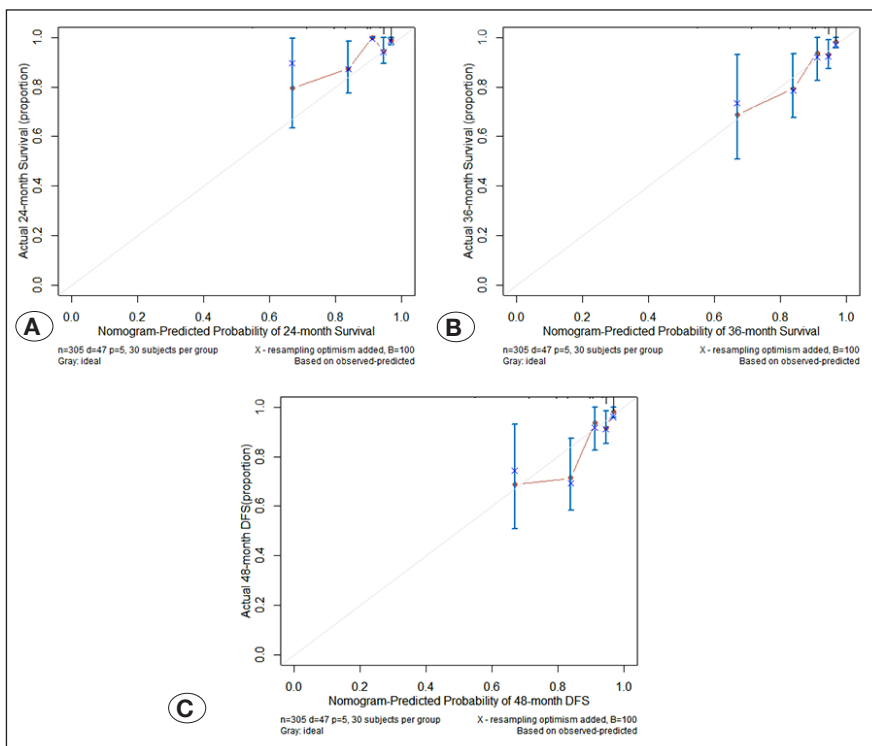 1.0
0.8
0.6
0.4
0.2
0.0
Actual 24-month Survival (proportion)
0.0 0.2 0.4 0.6 0.8 1.0
A
Nomogram-Predicted Probability of 24-month Survival
n=305 d=47 p=5, 30 subjects per group
Gray: ideal
X - resampling optimism added, B=100
Based on observed-predicted
1.0
0.8
0.6
0.4
0.2
0.0
Actual 36-month Survival (proportion)
0.0 0.2 0.4 0.6 0.8 1.0
B
Nomogram-Predicted Probability of 36-month Survival
n=305 d=47 p=5, 30 subjects per group
Gray: ideal
X - resampling optimism added, B=100
Based on observed-predicted
1.0
0.8
0.6
0.4
0.2
0.0
Actual 48-month DFS(proportion)
0.0 0.2 0.4 0.6 0.8 1.0
C
Nomogram-Predicted Probability of 48-month DFS
n=305 d=47 p=5, 30 subjects per group
Gray: ideal
X - resampling optimism added, B=100
Based on observed-predicted